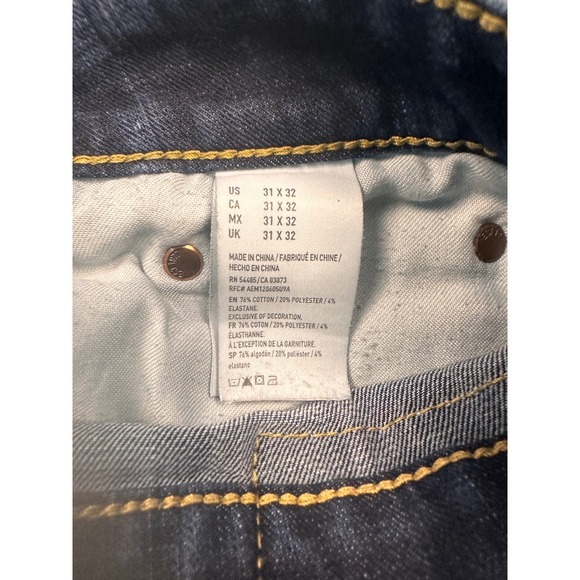 US 31 X 32
CA 31 X 32
MX 31 X 32
UK 31 X 32
MADE IN CHINA / FABRIQUÉ EN CHINE /
HECHO EN CHINA
RN 54485/CA 03873
RFC# AEM120605U9A
EN 76% COTTON / 20% POLYESTER / 4%
ELASTANE.
EXCLUSIVE OF DECORATION.
FR 76% COTON / 20% POLYESTER / 4%
ÉLASTHANNE.
À L'EXCEPTION DE LA GARNITURE.
SP 76% algodón / 20% poliéster / 4%
elastano